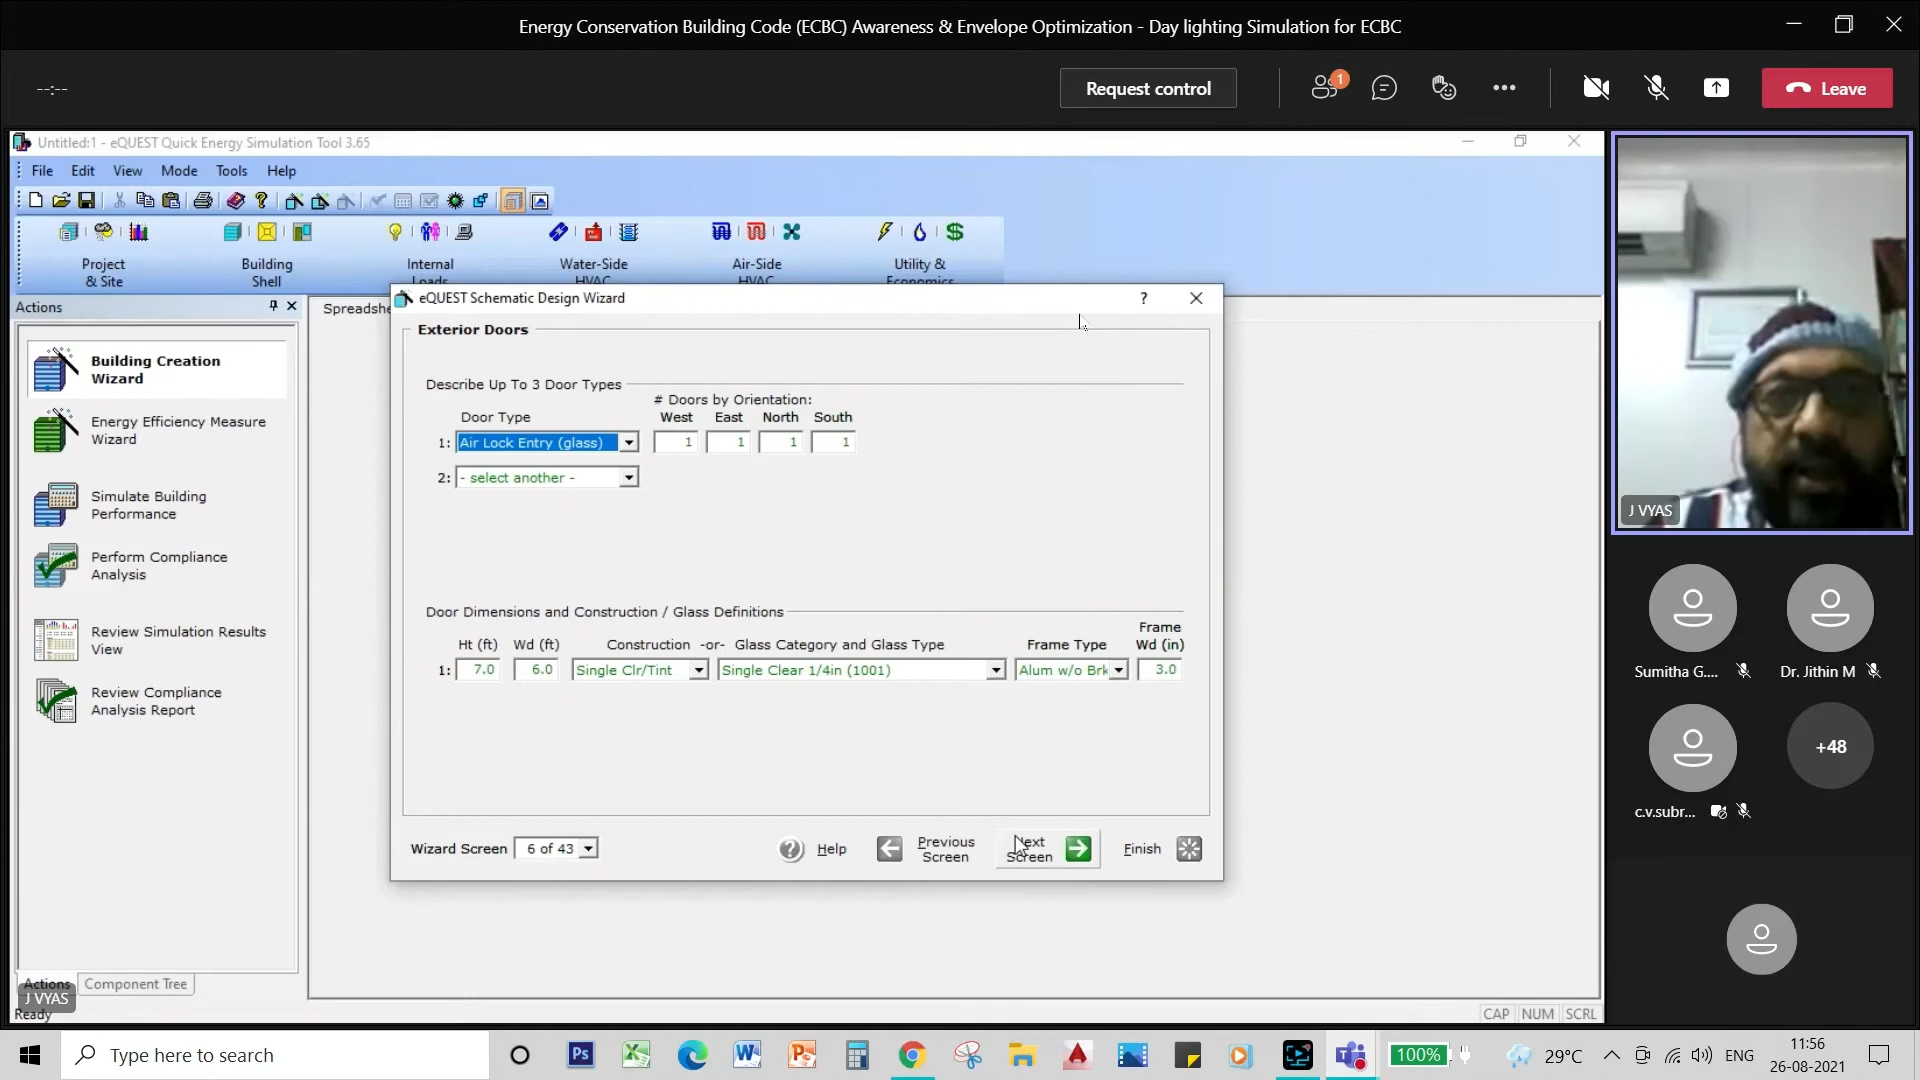 Energy Conservation Building Code (ECBC) Awareness & Envelope Optimization - Day lighting Simulation for ECBC
--:--
Request control
1
Leave
Untitled:1 - eQUEST Quick Energy Simulation Tool 3.65
File Edit View Mode Tools Help
Project & Site
Building Shell
Internal Loads
Water-Side HVAC
Air-Side HVAC
Utility & Economics
Actions
Building Creation Wizard
Energy Efficiency Measure Wizard
Simulate Building Performance
Perform Compliance Analysis
Review Simulation Results View
Review Compliance Analysis Report
Actions
Component Tree
J VYAS
Ready
Spreadshe
eQUEST Schematic Design Wizard
?
Exterior Doors
Describe Up To 3 Door Types
# Doors by Orientation:
Door Type West East North South
1: Air Lock Entry (glass) 1 1 1 1
2: - select another -
Door Dimensions and Construction / Glass Definitions
Frame
Ht (ft) Wd (ft) Construction -or- Glass Category and Glass Type Frame Type Wd (in)
1: 7.0 6.0 Single Clr/Tint Single Clear 1/4in (1001) Alum w/o Brk 3.0
Wizard Screen 6 of 43
Help
Previous Screen
Next Screen
Finish
CAP NUM SCRL
J VYAS
Sumitha G....
Dr. Jithin M
c.v.subr...
+48
Type here to search
Ps
100%
29°C
ENG
11:56
26-08-2021